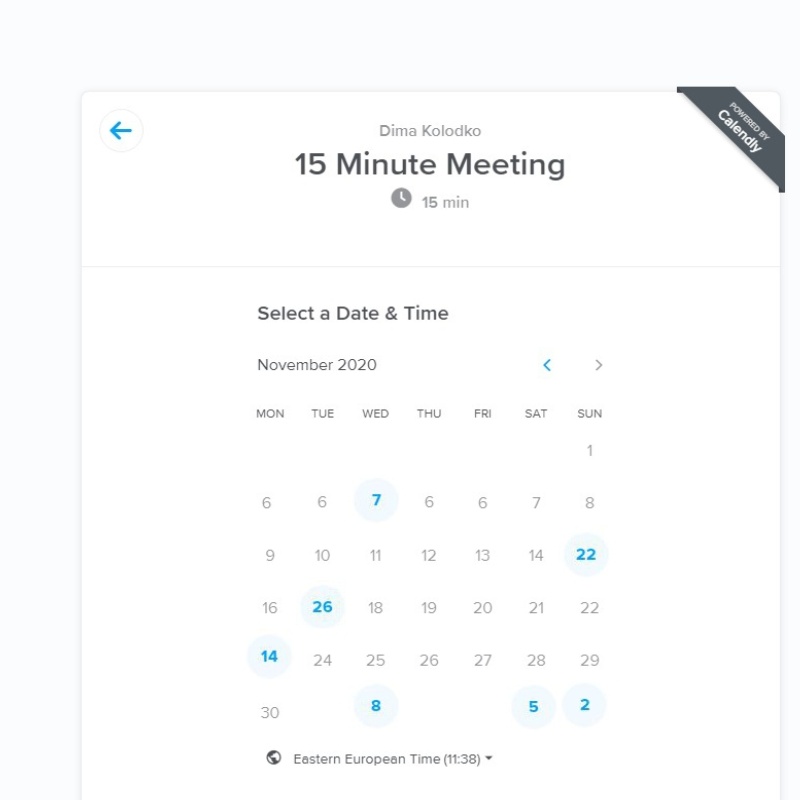 POWERED BY
Calendly
Dima Kolodko
15 Minute Meeting
15 min
Select a Date & Time
November 2020
MON TUE WED THU FRI SAT SUN
1
6 6 7 6 6 7 8
9 10 11 12 13 14 22
16 26 18 19 20 21 22
14 24 25 26 27 28 29
30 8 5 2
Eastern European Time (11:38)